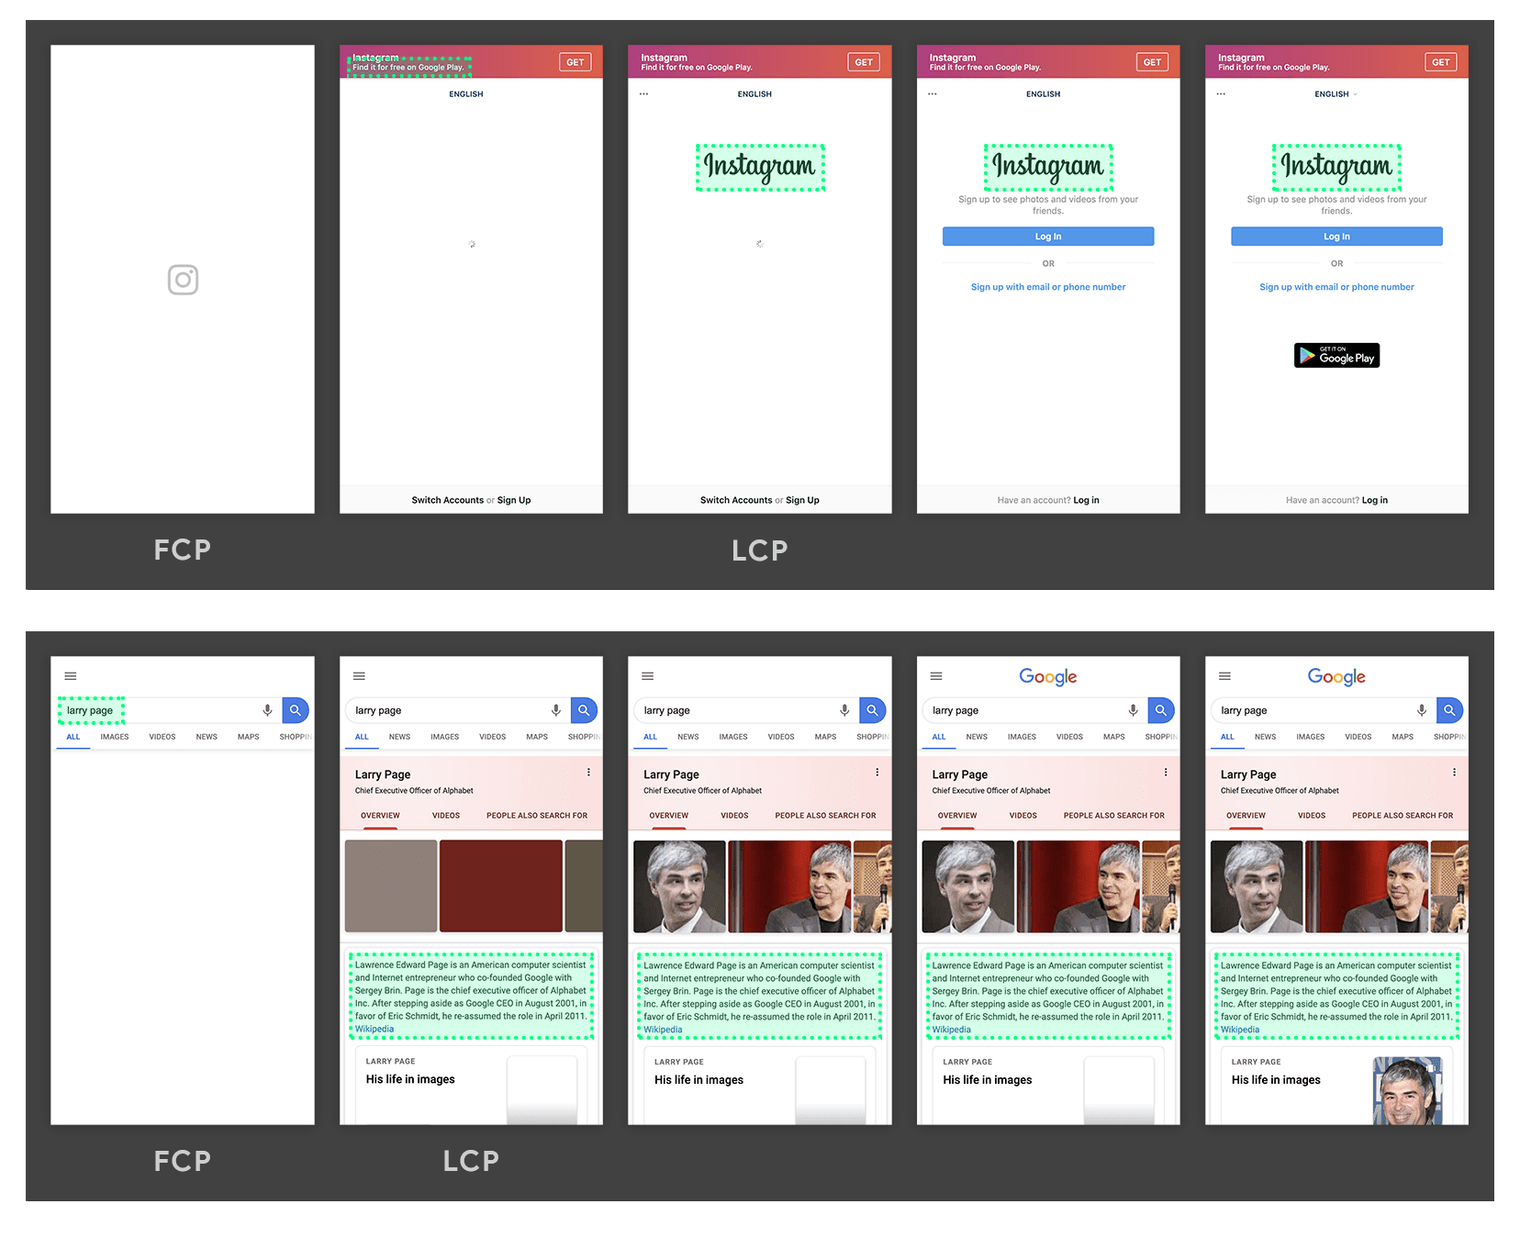 Instagram
Find it for free on Google Play.
GET
ENGLISH
Switch Accounts or Sign Up
Instagram
Find it for free on Google Play.
GET
ENGLISH
Instagram
Switch Accounts or Sign Up
Instagram
Find it for free on Google Play.
GET
ENGLISH
Instagram
Sign up to see photos and videos from your
friends.
Log In
OR
Sign up with email or phone number
Have an account? Log in
Instagram
Find it for free on Google Play.
GET
ENGLISH
Instagram
Sign up to see photos and videos from your
friends.
Log In
OR
Sign up with email or phone number
GET IT ON
Google Play
Have an account? Log in
FCP
LCP
larry page
ALL IMAGES VIDEOS NEWS MAPS SHOPPIN
larry page
ALL NEWS IMAGES VIDEOS MAPS SHOPPIN
Larry Page
Chief Executive Officer of Alphabet
OVERVIEW VIDEOS PEOPLE ALSO SEARCH FOR
Lawrence Edward Page is an American computer scientist
and Internet entrepreneur who co-founded Google with
Sergey Brin. Page is the chief executive officer of Alphabet
Inc. After stepping aside as Google CEO in August 2001, in
favor of Eric Schmidt, he re-assumed the role in April 2011.
Wikipedia
LARRY PAGE
His life in images
larry page
ALL NEWS IMAGES VIDEOS MAPS SHOPPIN
Larry Page
Chief Executive Officer of Alphabet
OVERVIEW VIDEOS PEOPLE ALSO SEARCH FOR
Lawrence Edward Page is an American computer scientist
and Internet entrepreneur who co-founded Google with
Sergey Brin. Page is the chief executive officer of Alphabet
Inc. After stepping aside as Google CEO in August 2001, in
favor of Eric Schmidt, he re-assumed the role in April 2011.
Wikipedia
LARRY PAGE
His life in images
Google
larry page
ALL NEWS IMAGES VIDEOS MAPS SHOPPIN
Larry Page
Chief Executive Officer of Alphabet
OVERVIEW VIDEOS PEOPLE ALSO SEARCH FOR
Lawrence Edward Page is an American computer scientist
and Internet entrepreneur who co-founded Google with
Sergey Brin. Page is the chief executive officer of Alphabet
Inc. After stepping aside as Google CEO in August 2001, in
favor of Eric Schmidt, he re-assumed the role in April 2011.
Wikipedia
LARRY PAGE
His life in images
Google
larry page
ALL NEWS IMAGES VIDEOS MAPS SHOPPIN
Larry Page
Chief Executive Officer of Alphabet
OVERVIEW VIDEOS PEOPLE ALSO SEARCH FOR
Lawrence Edward Page is an American computer scientist
and Internet entrepreneur who co-founded Google with
Sergey Brin. Page is the chief executive officer of Alphabet
Inc. After stepping aside as Google CEO in August 2001, in
favor of Eric Schmidt, he re-assumed the role in April 2011.
Wikipedia
LARRY PAGE
His life in images
FCP
LCP